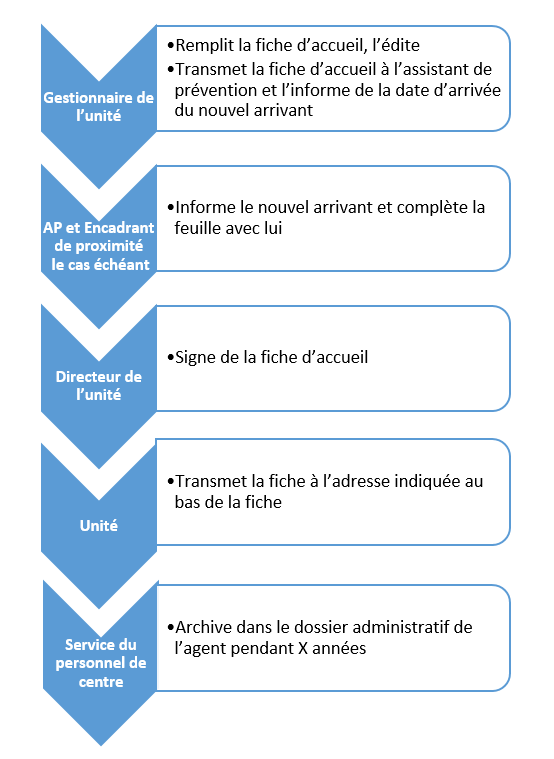 Gestionnaire de
l’unité
•Remplit la fiche d’accueil, l’édite
•Transmet la fiche d’accueil à l’assistant de
prévention et l’informe de la date d’arrivée
du nouvel arrivant
AP et Encadrant
de proximité
le cas échéant
•Informe le nouvel arrivant et complète la
feuille avec lui
Directeur de
l’unité
•Signe de la fiche d’accueil
Unité
•Transmet la fiche à l’adresse indiquée au
bas de la fiche
Service du
personnel de
centre
•Archive dans le dossier administratif de
l’agent pendant X années